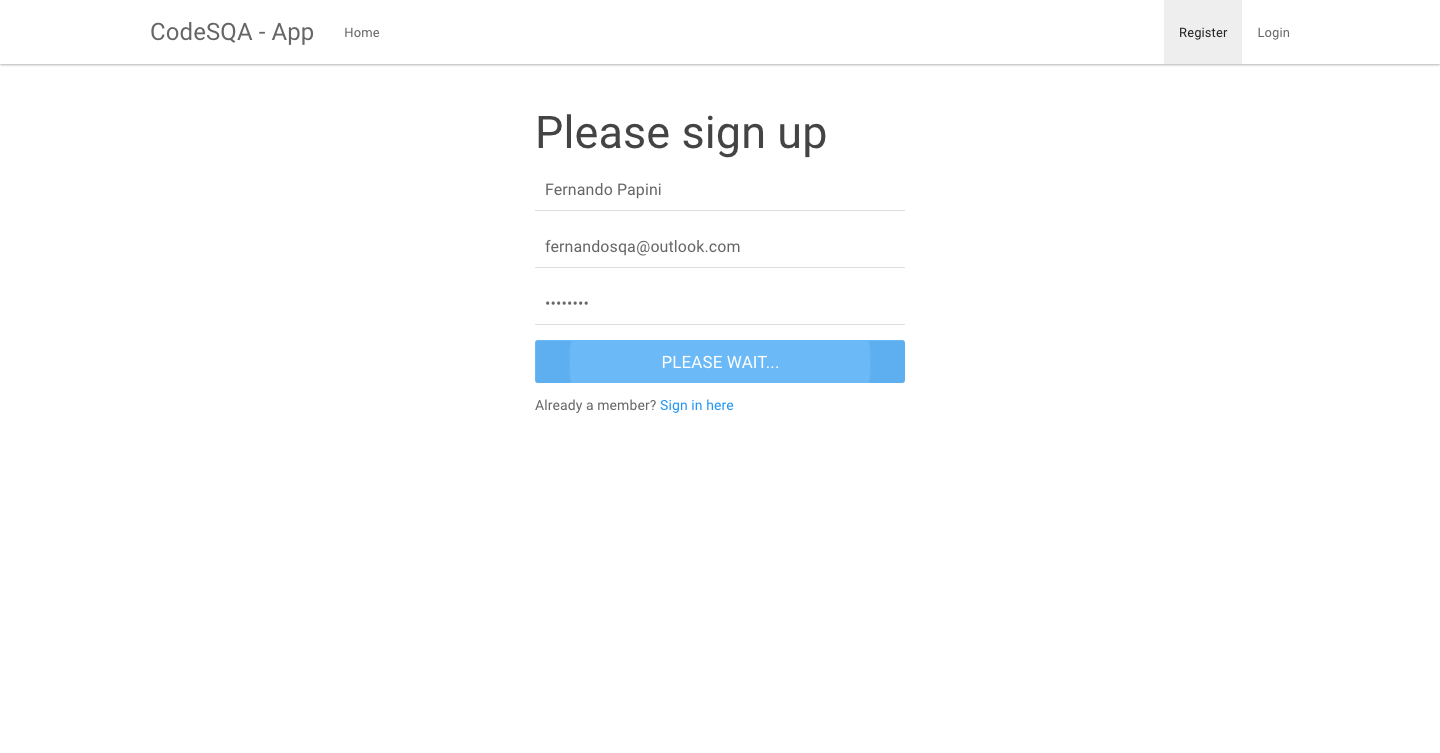 CodeSQA - App Home Register Login
Please sign up
Fernando Papini
fernandosqa@outlook.com
••••••••
PLEASE WAIT...
Already a member? Sign in here